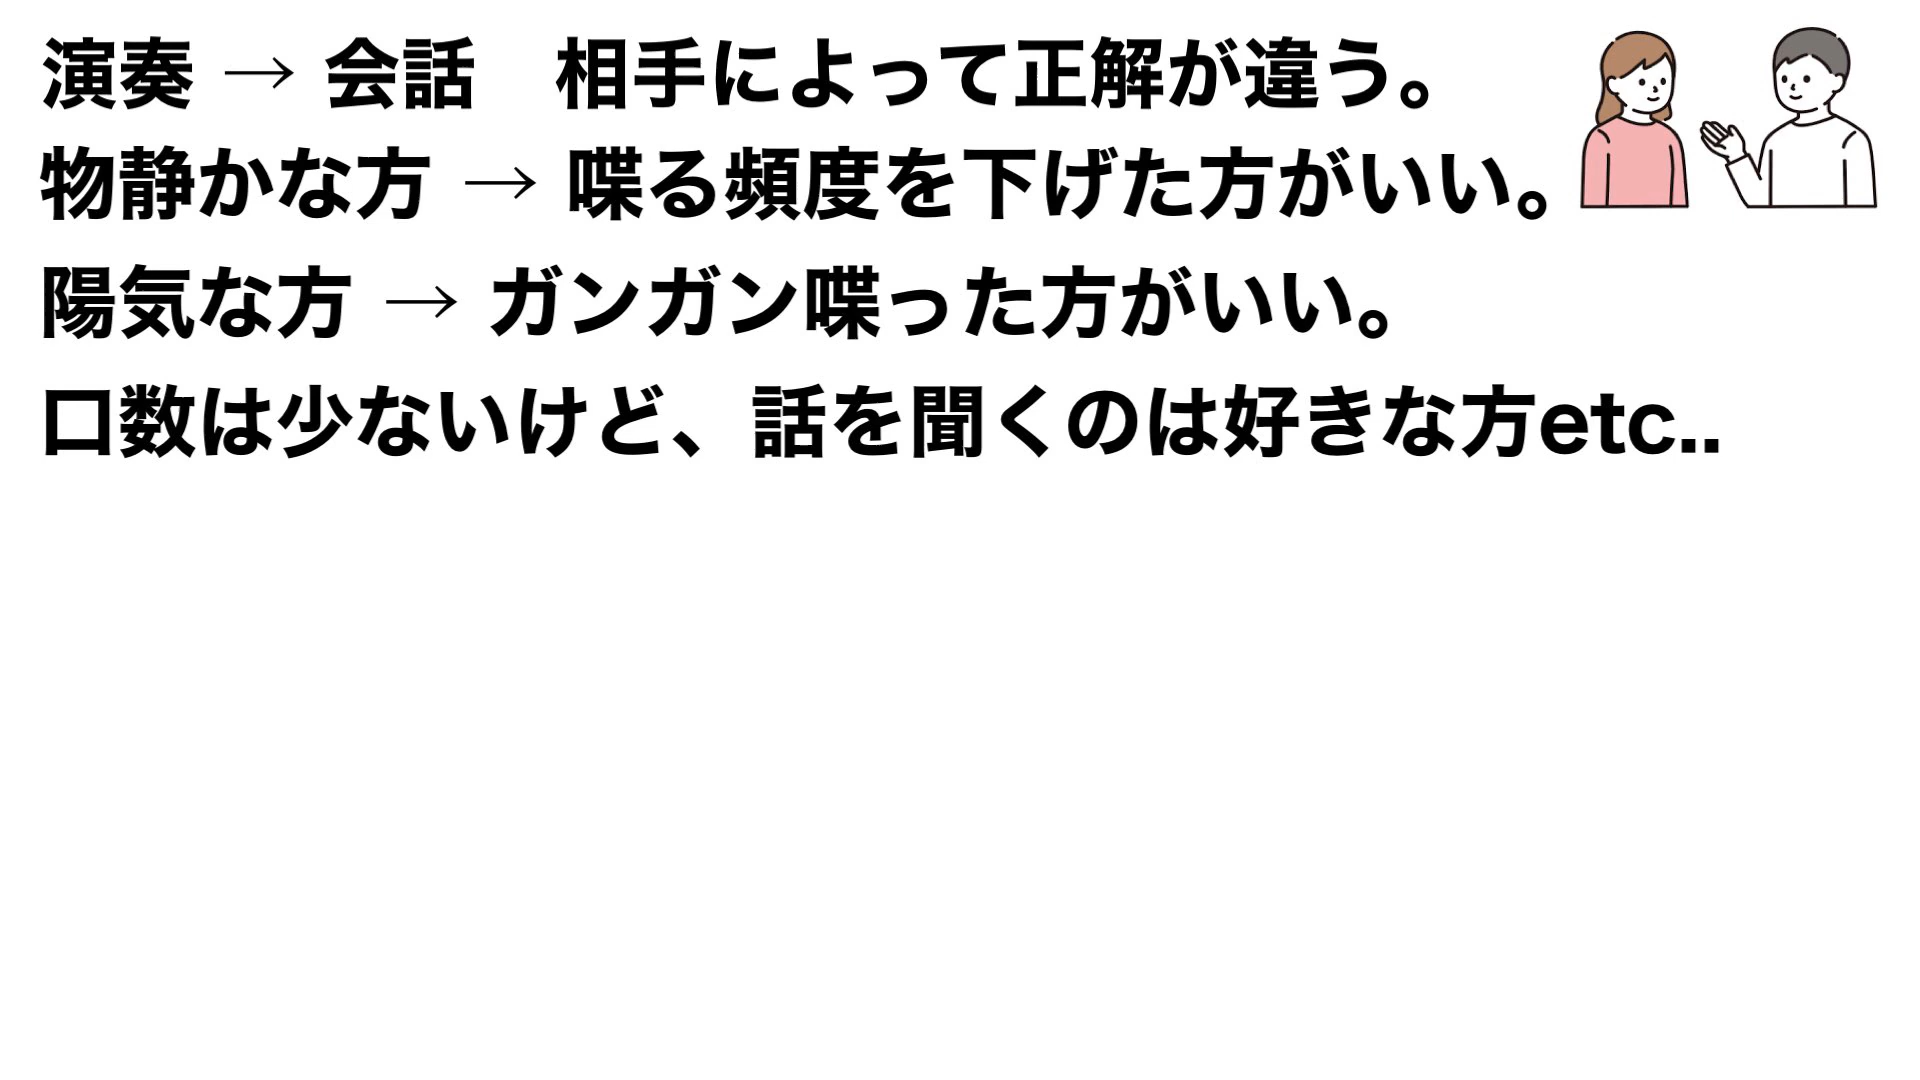 演奏 → 会話　相手によって正解が違う。
物静かな方 → 喋る頻度を下げた方がいい。
陽気な方 → ガンガン喋った方がいい。
口数は少ないけど、話を聞くのは好きな方etc..